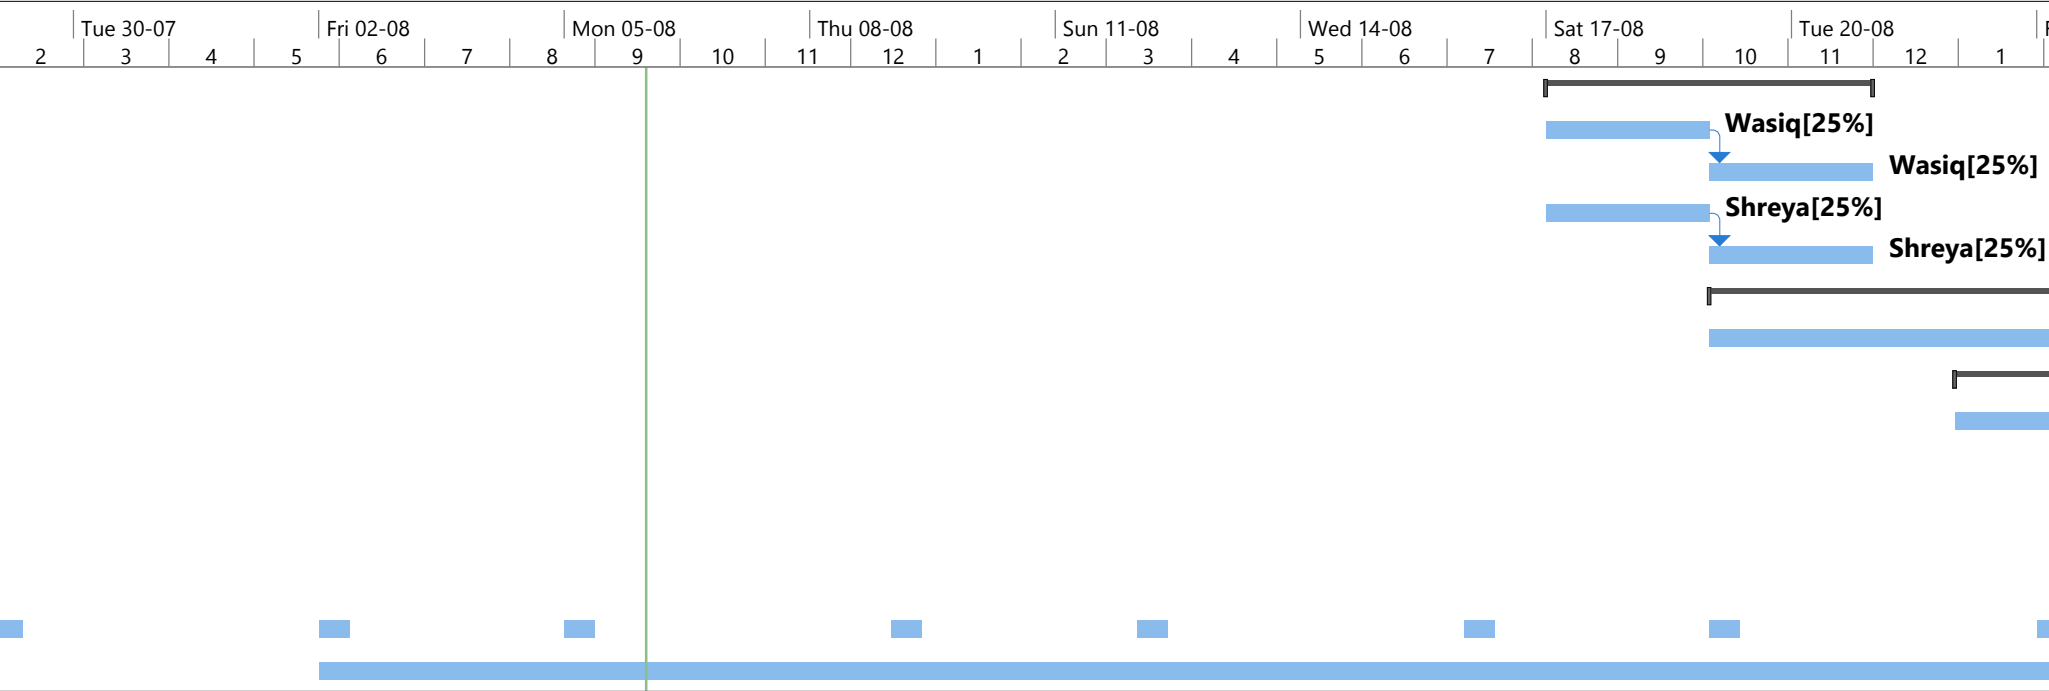 Tue 30-07 Fri 02-08 Mon 05-08 Thu 08-08 Sun 11-08 Wed 14-08 Sat 17-08 Tue 20-08
2 3 4 5 6 7 8 9 10 11 12 1 2 3 4 5 6 7 8 9 10 11 12 1
Wasiq[25%]
Wasiq[25%]
Shreya[25%]
Shreya[25%]